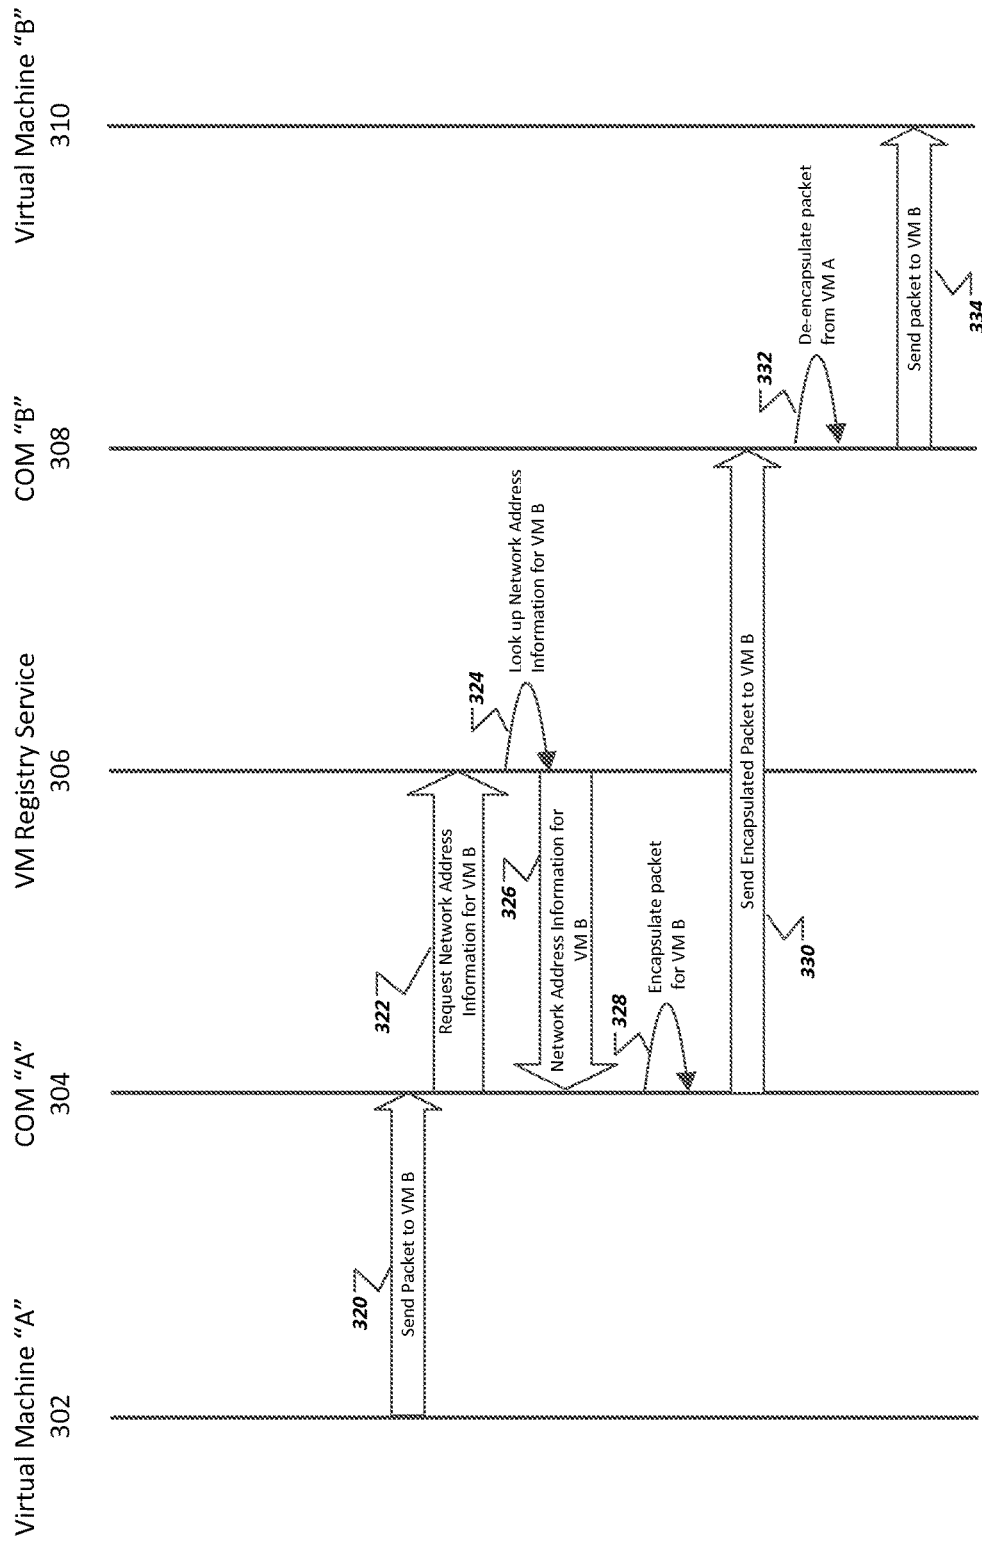 Virtual Machine “A”
302
COM “A”
304
VM Registry Service
306
COM “B”
308
Virtual Machine “B”
310
320
Send Packet to VM B
322
Request Network Address
Information for VM B
324
Look up Network Address
Information for VM B
326
Network Address Information for
VM B
328
Encapsulate packet
for VM B
Send Encapsulated Packet to VM B
330
332
De-encapsulate packet
from VM A
Send packet to VM B
334